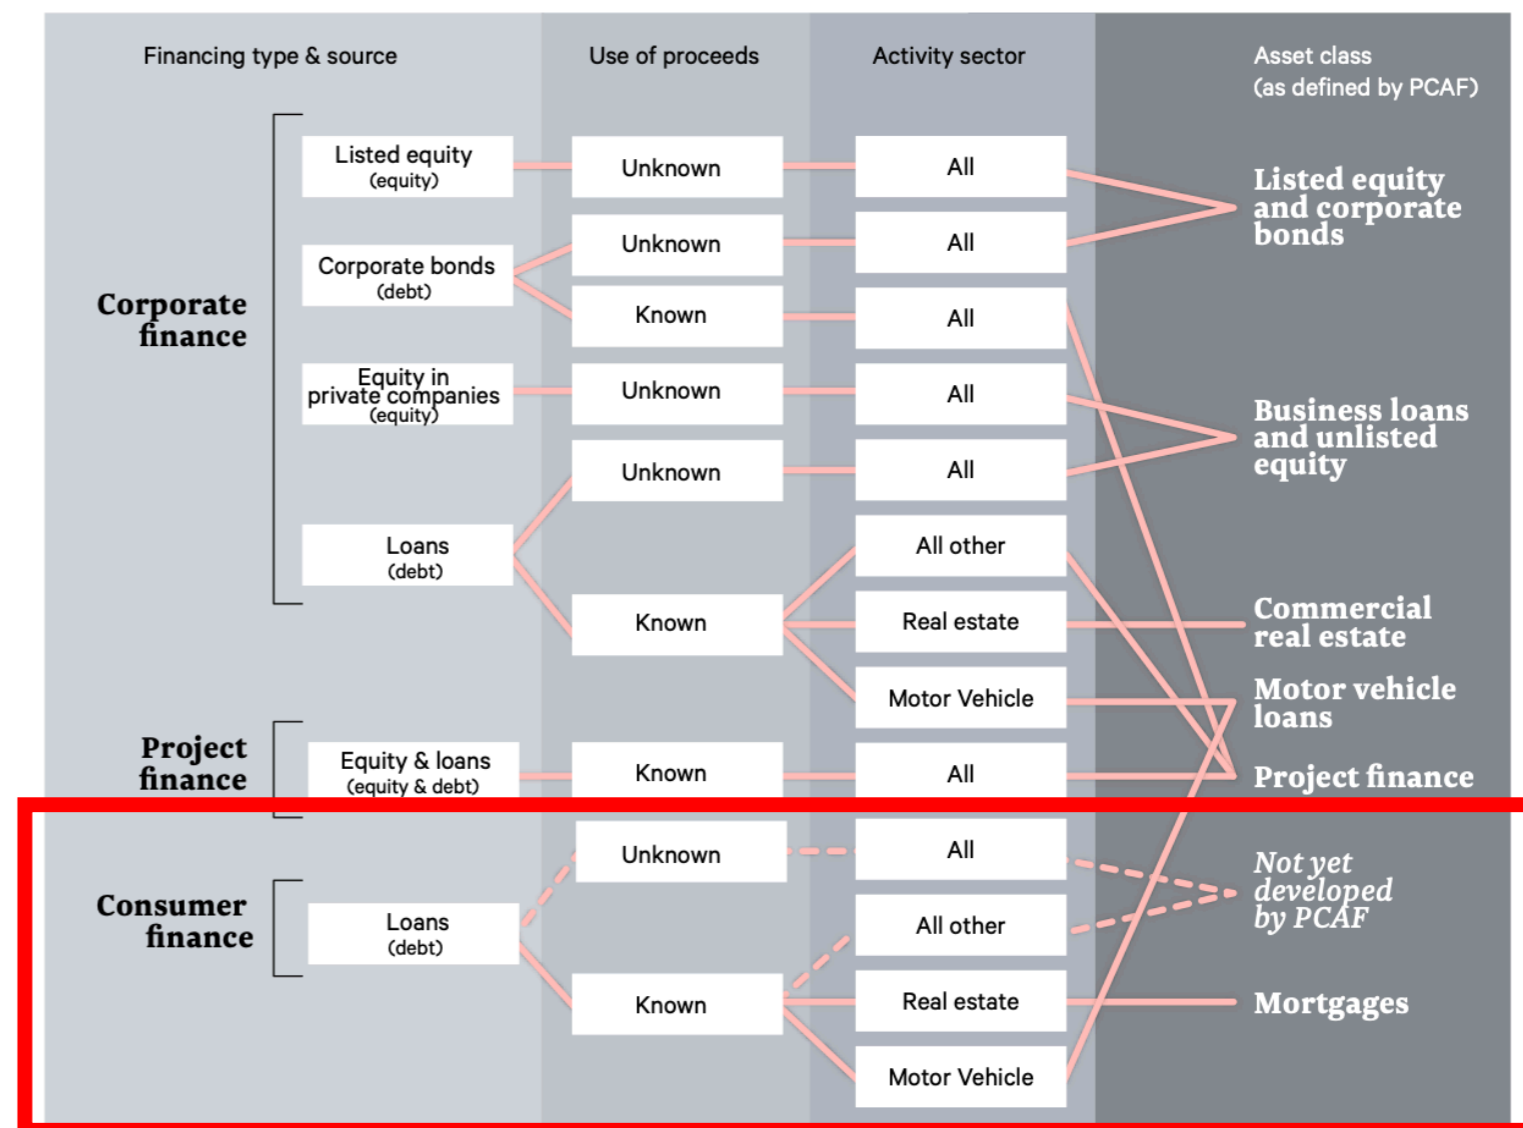 Financing type & source
Use of proceeds
Activity sector
Asset class
(as defined by PCAF)
Corporate
finance
Listed equity
(equity)
Unknown
All
Listed equity
and corporate
bonds
Corporate bonds
(debt)
Unknown
All
Known
All
Equity in
private companies
(equity)
Unknown
All
Business loans
and unlisted
equity
Loans
(debt)
Unknown
All
Known
All other
Real estate
Commercial
real estate
Motor Vehicle
Motor vehicle
loans
Project
finance
Equity & loans
(equity & debt)
Known
All
Project finance
Consumer
finance
Loans
(debt)
Unknown
All
Not yet
developed
by PCAF
Known
All other
Real estate
Mortgages
Motor Vehicle